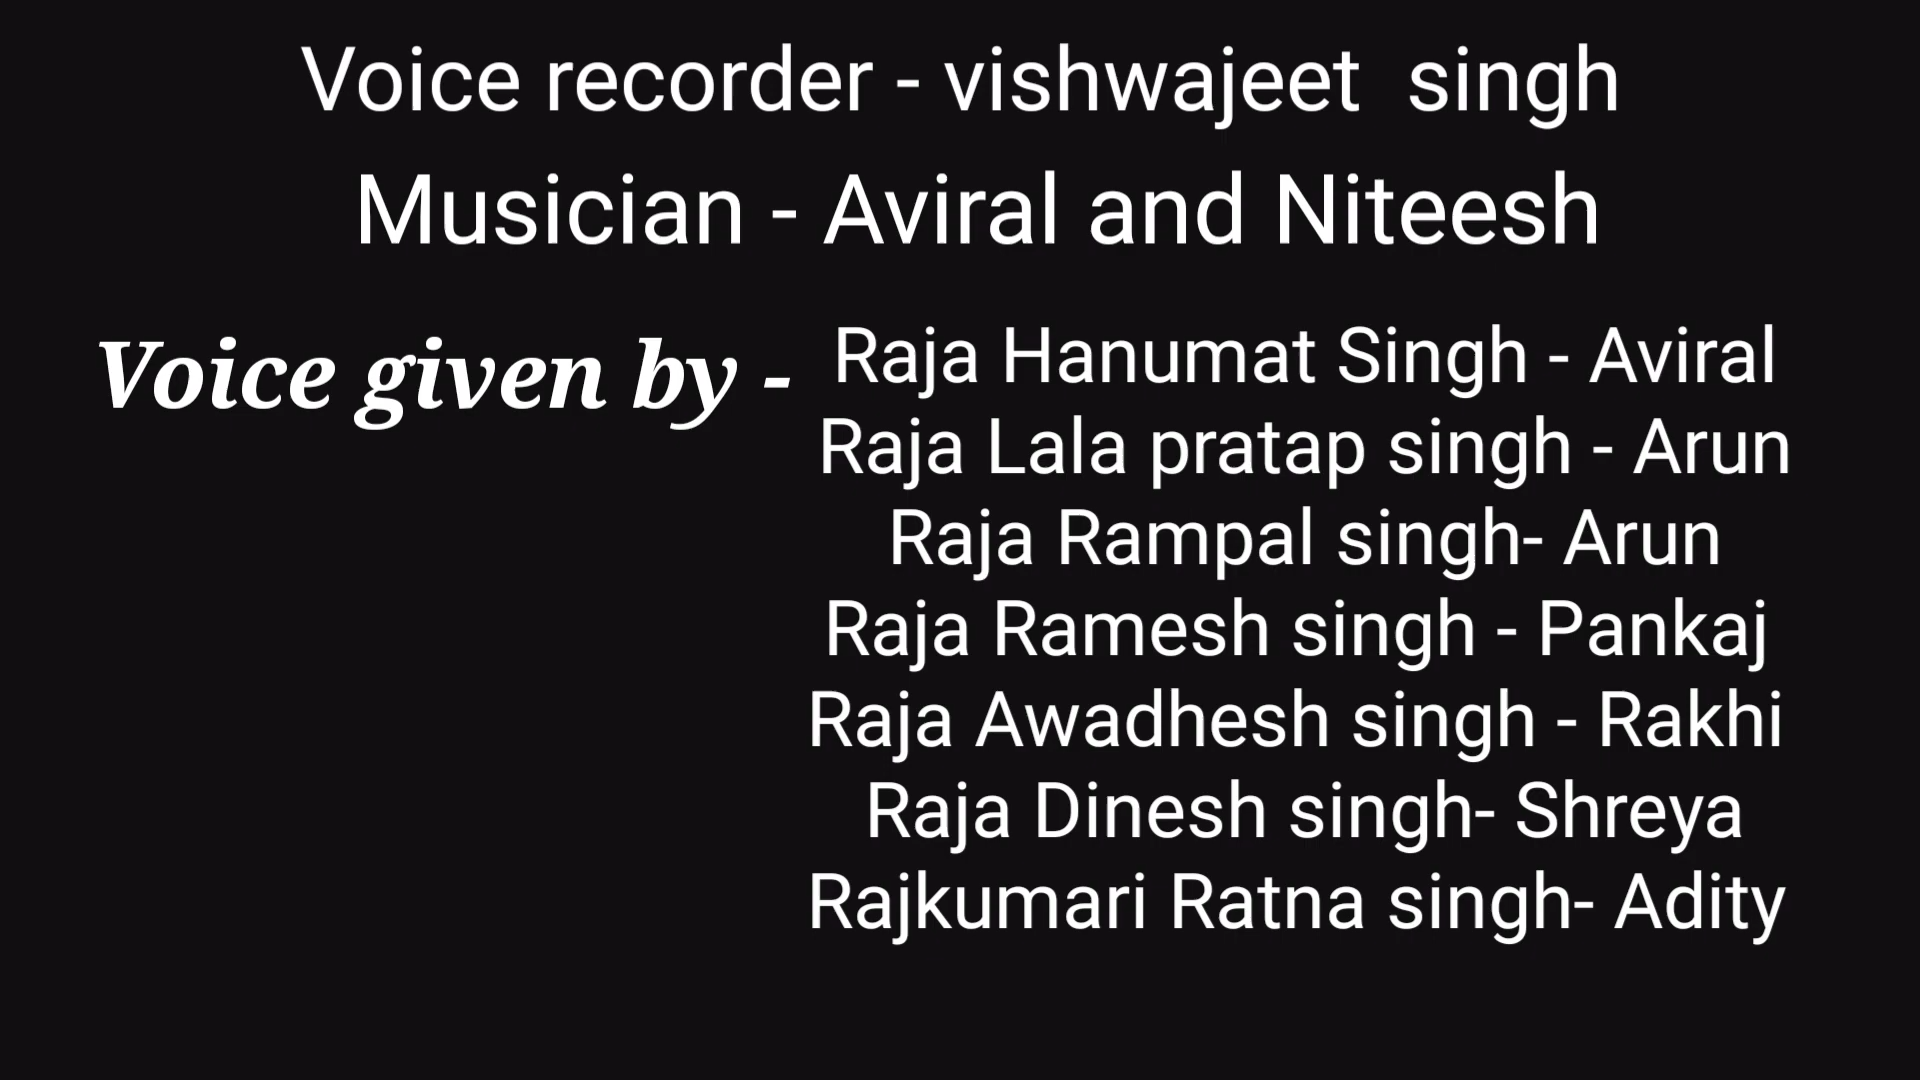 Voice recorder - vishwajeet  singh
Musician - Aviral and Niteesh
Voice given by -
Raja Hanumat Singh - Aviral
Raja Lala pratap singh - Arun
Raja Rampal singh- Arun
Raja Ramesh singh - Pankaj
Raja Awadhesh singh - Rakhi
Raja Dinesh singh- Shreya
Rajkumari Ratna singh- Adity